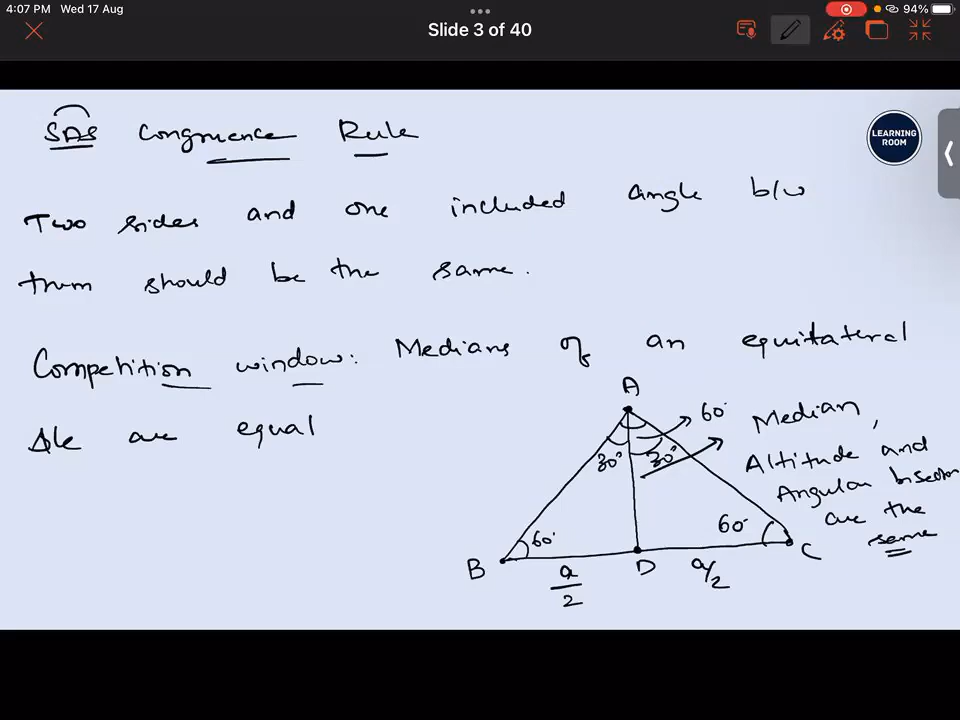 4:07 PM Wed 17 Aug
94%
Slide 3 of 40
SAS Congruence Rule
LEARNING
ROOM
Two sides and one included angle b/w
them should be the same.
Competition window: Medians of an equilateral
Δle are equal
A
60°
30° 30°
Median,
Altitude and
Angular bisector
are the
same
60° 60°
B D C
a/2 a/2